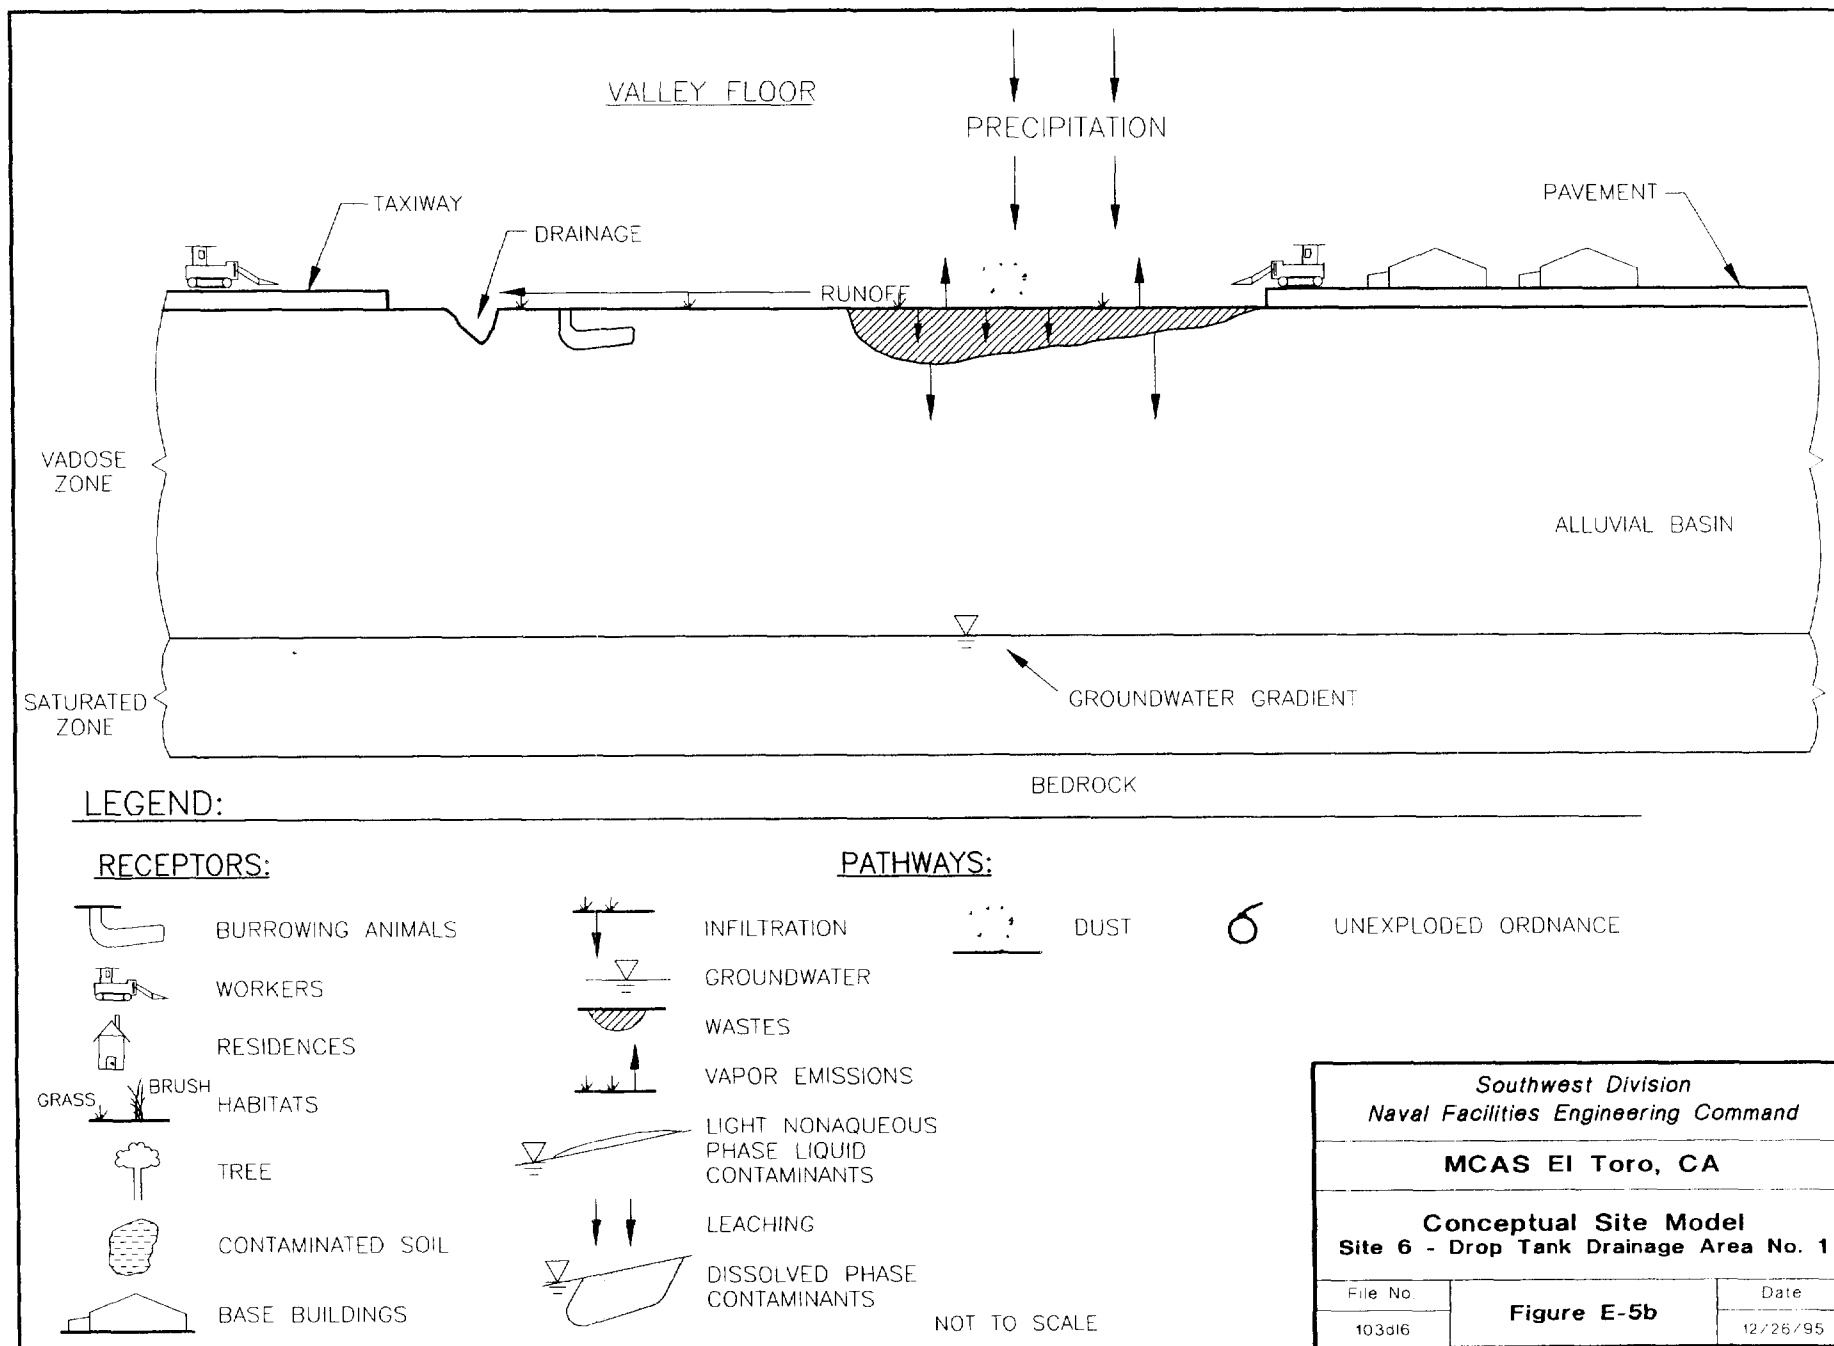 VALLEY FLOOR
PRECIPITATION
TAXIWAY
PAVEMENT
DRAINAGE
RUNOFF
VADOSE
ZONE
ALLUVIAL BASIN
SATURATED
ZONE
GROUNDWATER GRADIENT
BEDROCK
LEGEND:
RECEPTORS:
BURROWING ANIMALS
WORKERS
RESIDENCES
GRASS
BRUSH
HABITATS
TREE
CONTAMINATED SOIL
BASE BUILDINGS
PATHWAYS:
INFILTRATION
GROUNDWATER
WASTES
VAPOR EMISSIONS
LIGHT NONAQUEOUS
PHASE LIQUID
CONTAMINANTS
LEACHING
DISSOLVED PHASE
CONTAMINANTS
DUST
UNEXPLODED ORDNANCE
NOT TO SCALE
Southwest Division
Naval Facilities Engineering Command
MCAS El Toro, CA
Conceptual Site Model
Site 6 - Drop Tank Drainage Area No. 1
File No.
103d16
Figure E-5b
Date
12/26/95